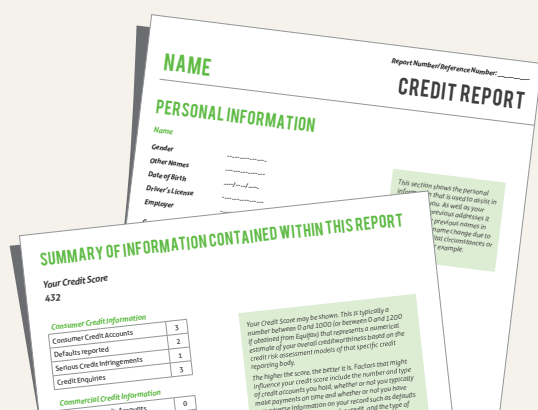 Report Number/Reference Number:
NAME
CREDIT REPORT
PERSONAL INFORMATION
Name
Gender
Other Names
Date of Birth
Driver's License
Employer
This section shows the personal
that is used to assist in
you. As well as your
previous addresses it
previous names in
name change due to
circumstances or
example.
SUMMARY OF INFORMATION CONTAINED WITHIN THIS REPORT
Your Credit Score
432
Consumer Credit Information
Consumer Credit Accounts 3
Defaults reported 2
Serious Credit Infringements 1
Credit Enquiries 3
Commercial Credit Information
Credit Accounts 0
Your Credit Score may be shown. This is typically a
number between 0 and 1000 (or between 0 and 1200
if obtained from Equifax) that represents a numerical
estimate of your overall creditworthiness based on the
credit risk assessment models of that specific credit
reporting body.
The higher the score, the better it is. Factors that might
influence your credit score include the number and type
of credit accounts you hold, whether or not you typically
make payments on time and whether or not you have
adverse information on your record such as defaults
credit, and the type of